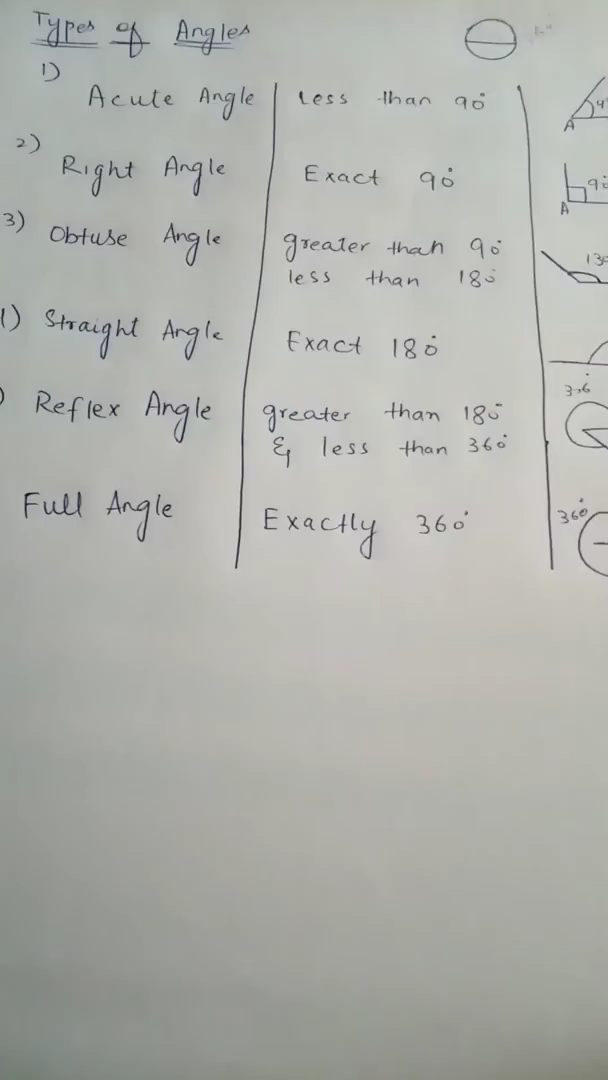 Types of Angles
1)
Acute Angle less than 90°
A
2)
Right Angle Exact 90° 90°
A
3) Obtuse Angle greater than 90°
less than 180°
Straight Angle Exact 180°
Reflex Angle greater than 180°
& less than 360°
Full Angle Exactly 360° 360°